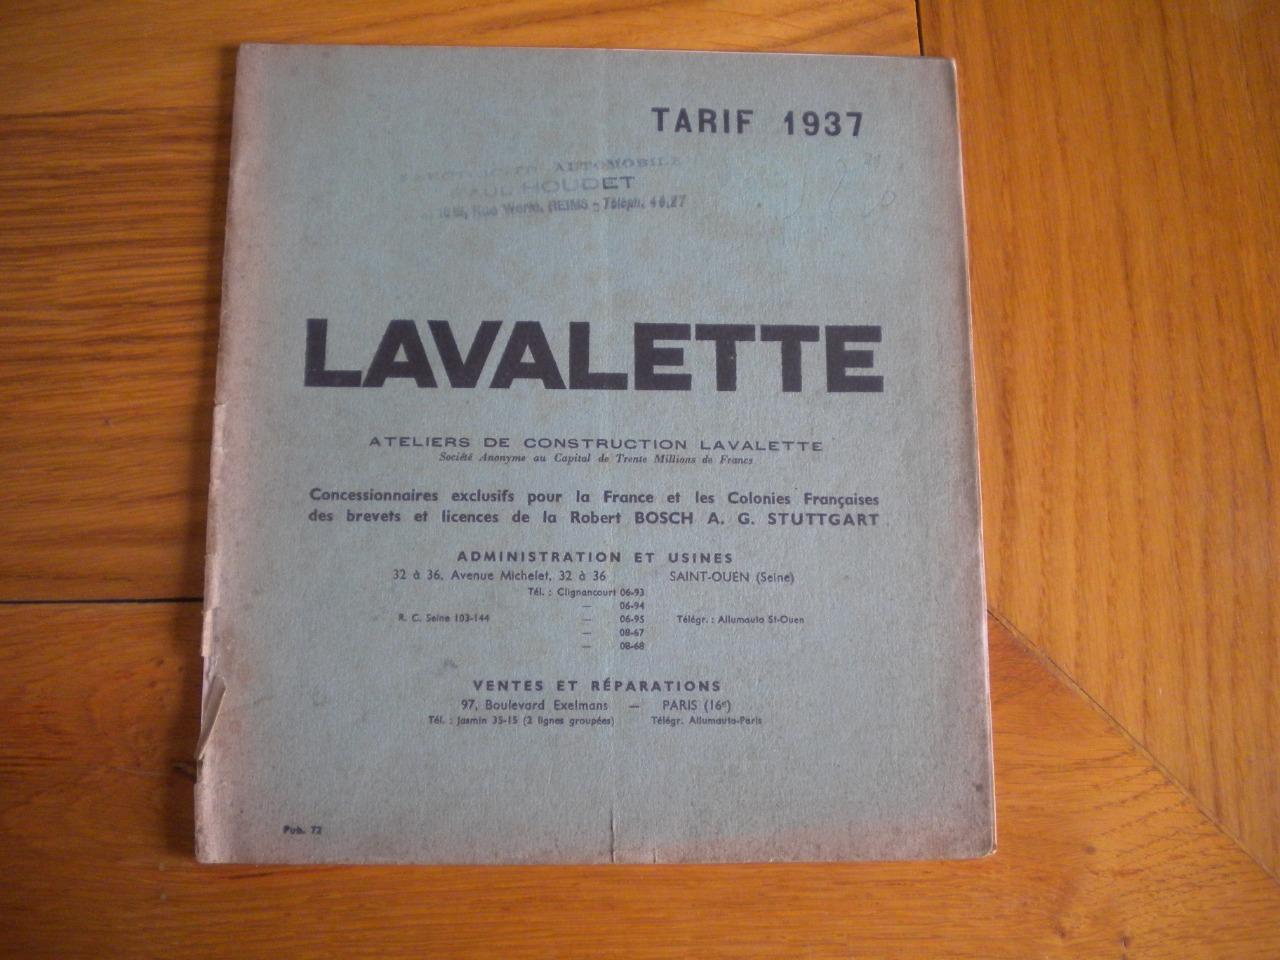 TARIF 1937
AUTOMOBILE
PAUL HOUDET
Rue Werlé, REIMS - Téléph. 46.27
LAVALETTE
ATELIERS DE CONSTRUCTION LAVALETTE
Société Anonyme au Capital de Trente Millions de Francs
Concessionnaires exclusifs pour la France et les Colonies Françaises
des brevets et licences de la Robert BOSCH A. G. STUTTGART
ADMINISTRATION ET USINES
32 à 36, Avenue Michelet, 32 à 36 SAINT-OUEN (Seine)
Tél. : Clignancourt 06-93
— 06-94
R. C. Seine 103-144 — 06-95 Télégr. : Allumauto St-Ouen
— 08-67
— 08-68
VENTES ET RÉPARATIONS
97, Boulevard Exelmans — PARIS (16e)
Tél. : Jasmin 35-15 (2 lignes groupées) Télégr. Allumauto-Paris
Pub. 72